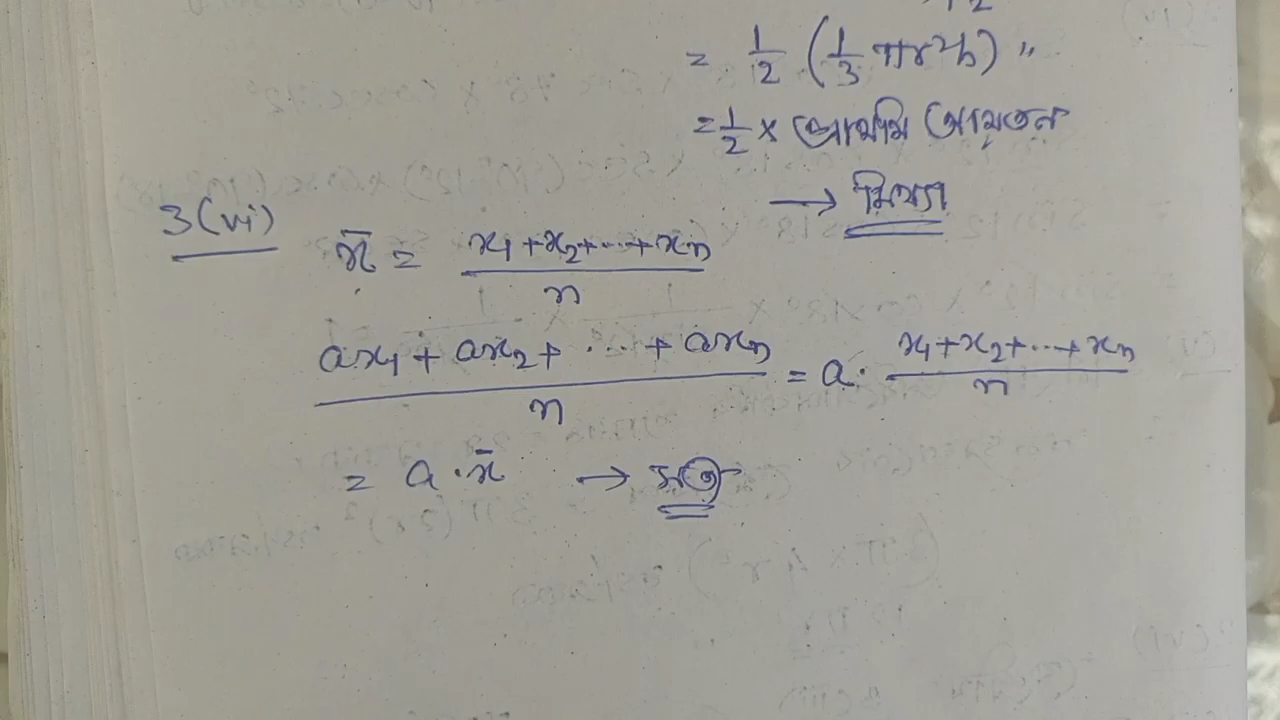 = 1/2 (1/3 πr²h) "
= 1/2 × প্রাথমিক আয়তন
→ মিথ্যা
3(vi)
x̄ = (x₁+x₂+...+xₙ)/n
(ax₁ + ax₂ + ... + axₙ)/n = a · (x₁+x₂+...+xₙ)/n
= a · x̄ → সত্য